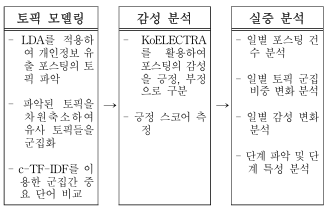 토픽 모델링
- LDA를 적용하
여 개인정보 유
출 포스팅의 토
픽 파악
- 파악된 토픽을
차원축소하여
유사 토픽들을
군집화
- c-TF-IDF를 이
용한 군집간 중
요 단어 비교
→
감성 분석
- KoELECTRA
를 활용하여
포스팅의 감성
을 긍정, 부정
으로 구분
- 긍정 스코어 측
정
→
실증 분석
- 일별 포스팅 건
수 분석
- 일별 토픽 군집
비중 변화 분석
- 일별 감성 변화
분석
- 단계 파악 및 단
계 특성 분석